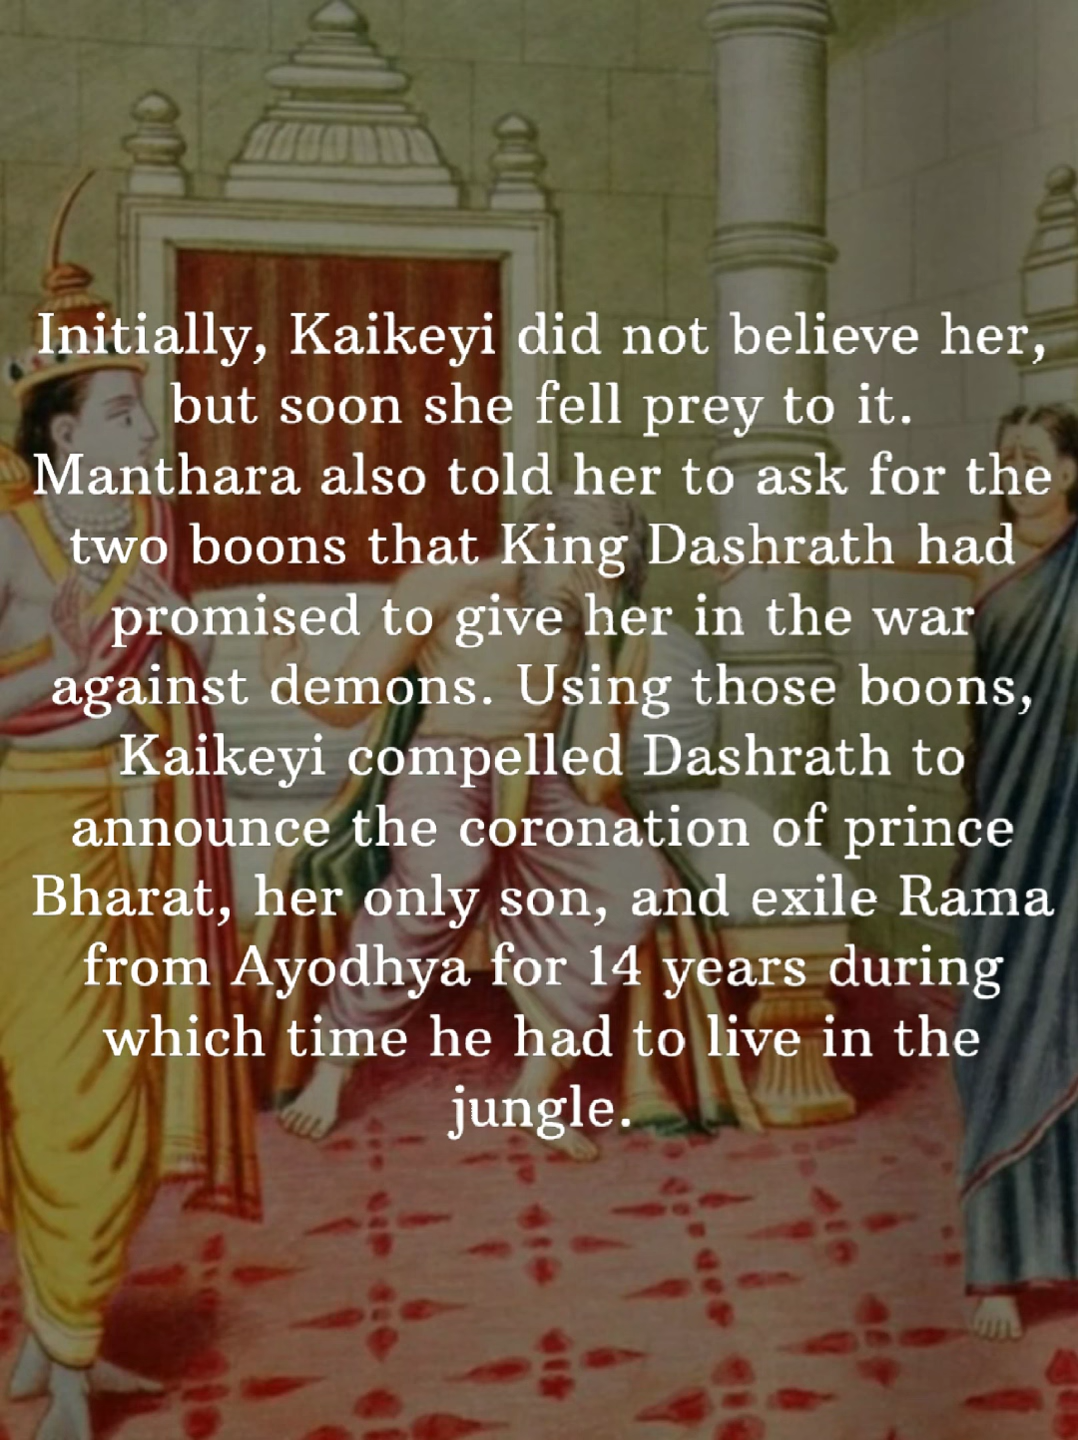 Initially, Kaikeyi did not believe her,
but soon she fell prey to it.
Manthara also told her to ask for the
two boons that King Dashrath had
promised to give her in the war
against demons. Using those boons,
Kaikeyi compelled Dashrath to
announce the coronation of prince
Bharat, her only son, and exile Rama
from Ayodhya for 14 years during
which time he had to live in the
jungle.